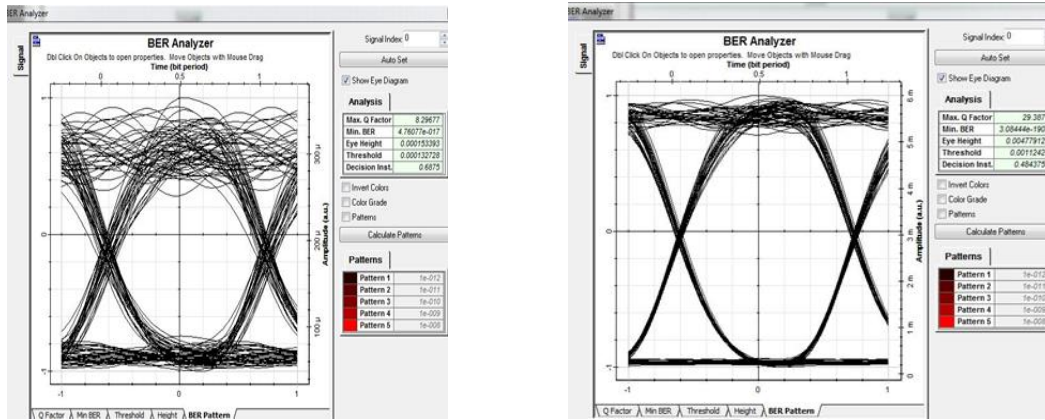 BER Analyzer
Signal
BER Analyzer
Dbl Click On Objects to open properties. Move Objects with Mouse Drag
Time (bit period)
0 0.5 1
1
0
-1
-1 0 1
300 µ
200 µ
100 µ
Amplitude (a.u.)
Q Factor Min BER Threshold Height BER Pattern
Signal Index: 0
Auto Set
Show Eye Diagram
Analysis
Max. Q Factor 8.29677
Min. BER 4.76077e-017
Eye Height 0.000153393
Threshold 0.000132728
Decision Inst. 0.6875
Invert Colors
Color Grade
Patterns
Calculate Patterns
Patterns
Pattern 1 1e-012
Pattern 2 1e-011
Pattern 3 1e-010
Pattern 4 1e-009
Pattern 5 1e-008
BER Analyzer
Signal
BER Analyzer
Dbl Click On Objects to open properties. Move Objects with Mouse Drag
Time (bit period)
0 0.5 1
1
0
-1
-1 0 1
6 m
5 m
4 m
3 m
2 m
1 m
0
Amplitude (a.u.)
Q Factor Min BER Threshold Height BER Pattern
Signal Index: 0
Auto Set
Show Eye Diagram
Analysis
Max. Q Factor 29.387
Min. BER 3.08444e-190
Eye Height 0.00477912
Threshold 0.0011242
Decision Inst. 0.484375
Invert Colors
Color Grade
Patterns
Calculate Patterns
Patterns
Pattern 1 1e-012
Pattern 2 1e-011
Pattern 3 1e-010
Pattern 4 1e-009
Pattern 5 1e-008